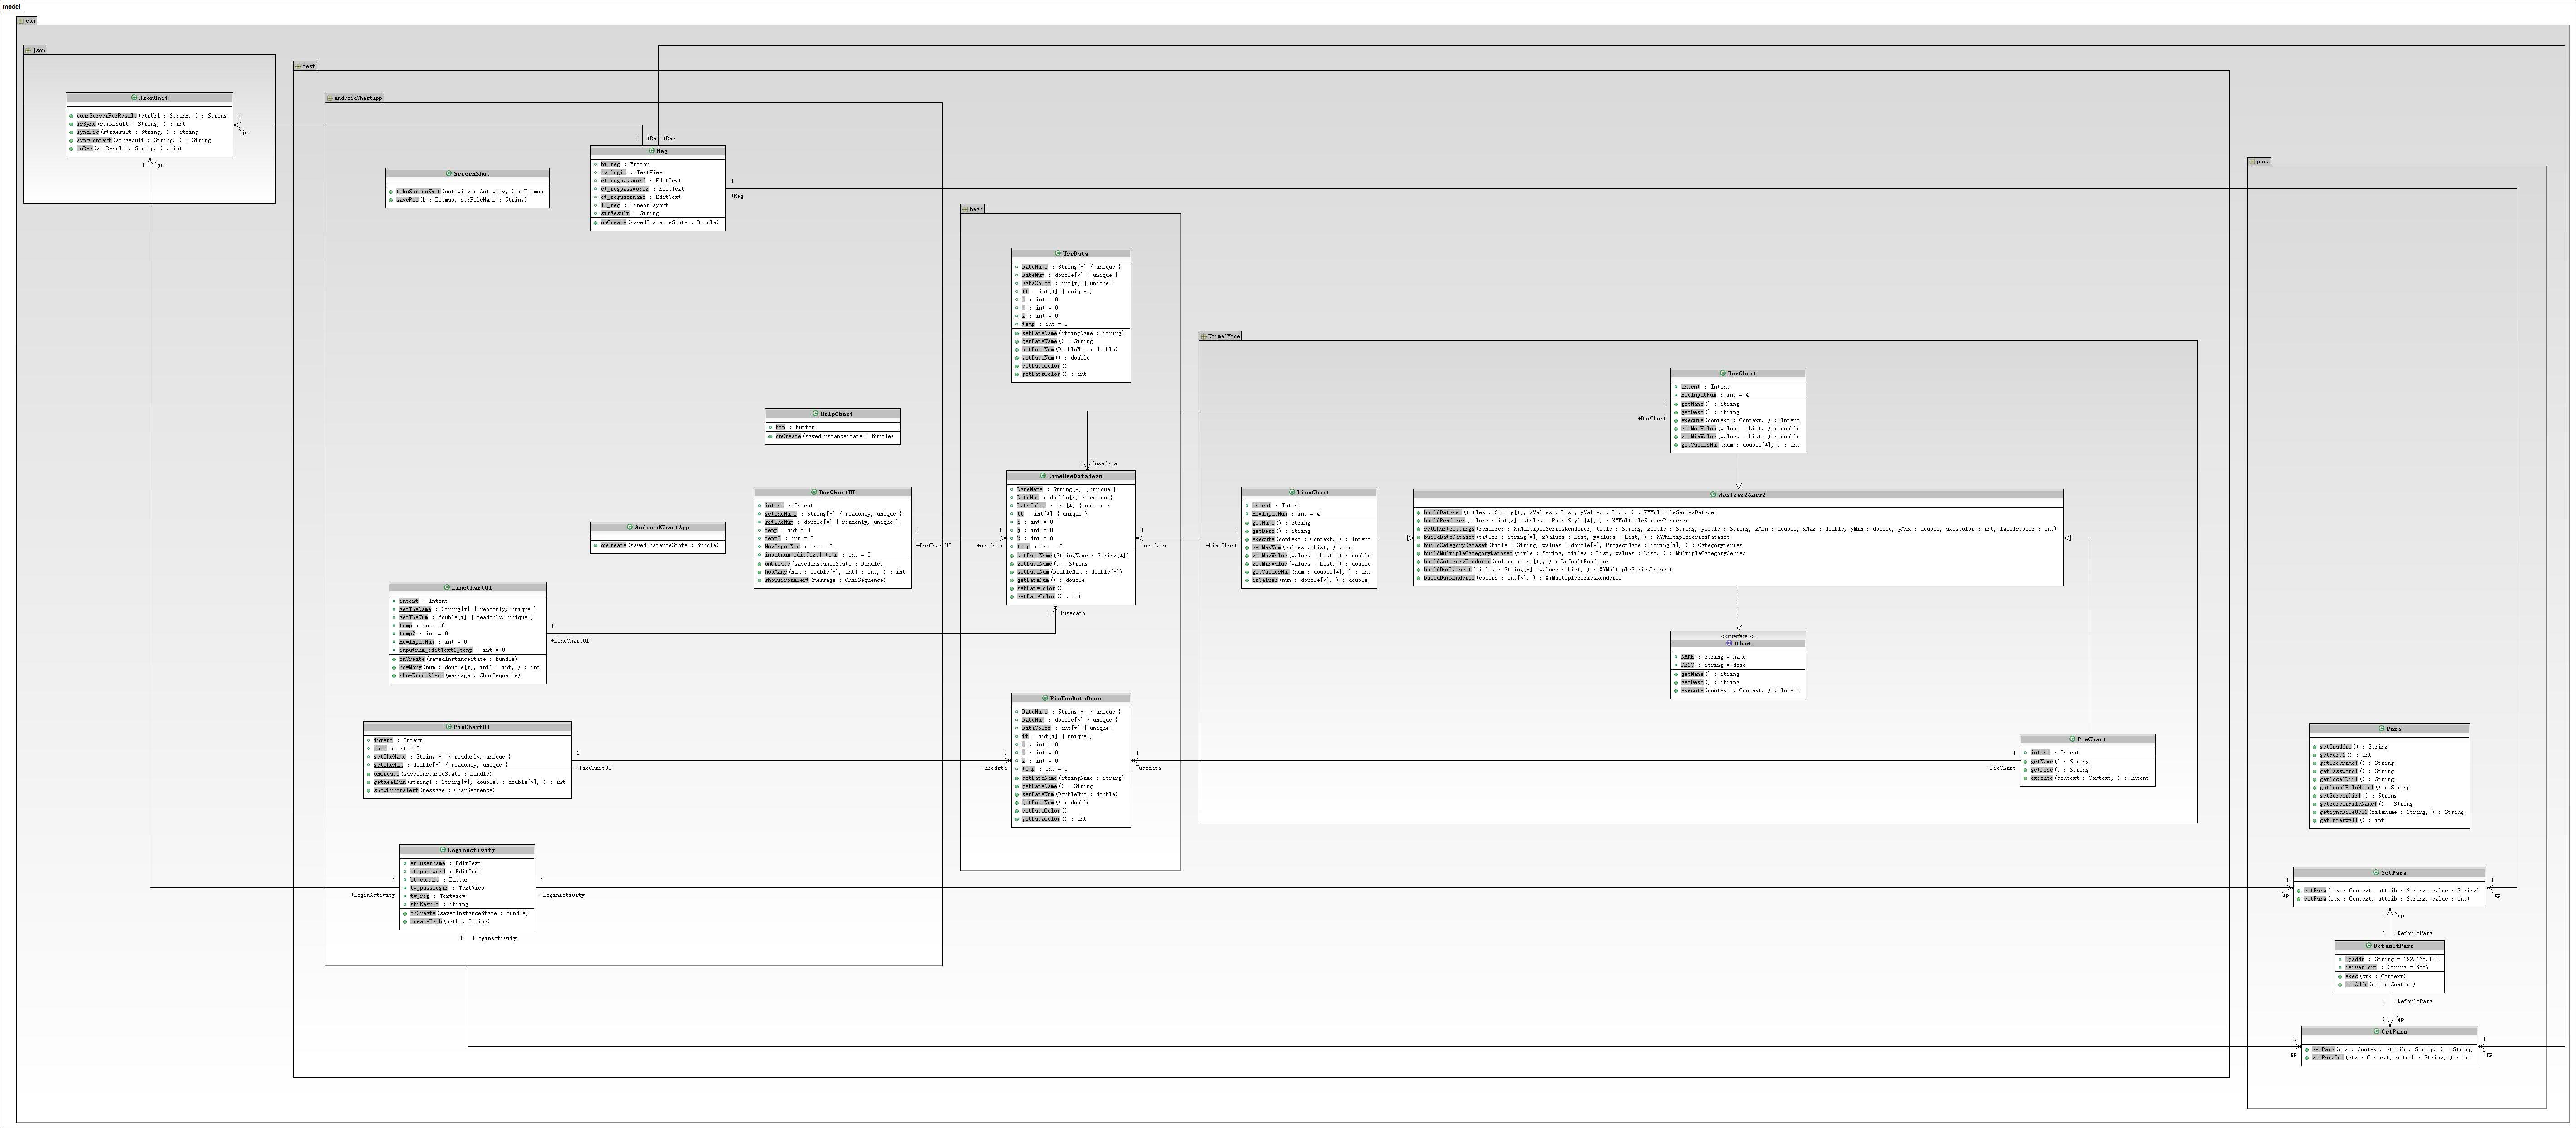 model
com
json
JsonUnit
connServerForResult(strUrl : String, ) : String
isSync(strResult : String, ) : int
syncPic(strResult : String, ) : String
syncContent(strResult : String, ) : String
toReg(strResult : String, ) : int
1
~ju
1
~ju
test
AndroidChartApp
ScreenShot
takeScreenShot(activity : Activity, ) : Bitmap
savePic(b : Bitmap, strFileName : String)
1
+Reg
+Reg
Reg
bt_reg : Button
tv_login : TextView
et_regpassword : EditText
et_regpassword2 : EditText
et_regusername : EditText
ll_reg : LinearLayout
strResult : String
onCreate(savedInstanceState : Bundle)
1
+Reg
HelpChart
btn : Button
onCreate(savedInstanceState : Bundle)
BarChartUI
intent : Intent
getTheName : String[*] { readonly, unique }
getTheNum : double[*] { readonly, unique }
temp : int = 0
temp2 : int = 0
HowInputNum : int = 0
inputnum_editText1_temp : int = 0
onCreate(savedInstanceState : Bundle)
howMany(num : double[*], int1 : int, ) : int
showErrorAlert(message : CharSequence)
1
+BarChartUI
1
+usedata
AndroidChartApp
onCreate(savedInstanceState : Bundle)
LineChartUI
intent : Intent
getTheName : String[*] { readonly, unique }
getTheNum : double[*] { readonly, unique }
temp : int = 0
temp2 : int = 0
HowInputNum : int = 0
inputnum_editText1_temp : int = 0
onCreate(savedInstanceState : Bundle)
howMany(num : double[*], int1 : int, ) : int
showErrorAlert(message : CharSequence)
1
+LineChartUI
PieChartUI
intent : Intent
temp : int = 0
getTheName : String[*] { readonly, unique }
getTheNum : double[*] { readonly, unique }
onCreate(savedInstanceState : Bundle)
getRealNum(string1 : String[*], double1 : double[*], ) : int
showErrorAlert(message : CharSequence)
1
+PieChartUI
1
+usedata
LoginActivity
et_username : EditText
et_password : EditText
bt_commit : Button
tv_passlogin : TextView
tv_reg : TextView
strResult : String
onCreate(savedInstanceState : Bundle)
createPath(path : String)
1
+LoginActivity
1
+LoginActivity
1
+LoginActivity
bean
UseData
DateName : String[*] { unique }
DateNum : double[*] { unique }
DataColor : int[*] { unique }
tt : int[*] { unique }
i : int = 0
j : int = 0
k : int = 0
temp : int = 0
setDateName(StringName : String)
getDateName() : String
setDateNum(DoubleNum : double)
getDateNum() : double
setDateColor()
getDataColor() : int
1
~usedata
LineUseDataBean
DateName : String[*] { unique }
DateNum : double[*] { unique }
DataColor : int[*] { unique }
tt : int[*] { unique }
i : int = 0
j : int = 0
k : int = 0
temp : int = 0
setDateName(StringName : String[*])
getDateName() : String
setDateNum(DoubleNum : double[*])
getDateNum() : double
setDateColor()
getDataColor() : int
1
+usedata
1
~usedata
PieUseDataBean
DateName : String[*] { unique }
DateNum : double[*] { unique }
DataColor : int[*] { unique }
tt : int[*] { unique }
i : int = 0
j : int = 0
k : int = 0
temp : int = 0
setDateName(StringName : String)
getDateName() : String
setDateNum(DoubleNum : double)
getDateNum() : double
setDateColor()
getDataColor() : int
1
~usedata
NormalMode
BarChart
intent : Intent
HowInputNum : int = 4
getName() : String
getDesc() : String
execute(context : Context, ) : Intent
getMaxValue(values : List, ) : double
getMinValue(values : List, ) : double
getValuesNum(num : double[*], ) : int
1
+BarChart
LineChart
intent : Intent
HowInputNum : int = 4
getName() : String
getDesc() : String
execute(context : Context, ) : Intent
getMaxNum(values : List, ) : int
getMaxValue(values : List, ) : double
getMinValue(values : List, ) : double
getValuesNum(num : double[*], ) : int
isValues(num : double[*], ) : double
1
+LineChart
AbstractChart
buildDataset(titles : String[*], xValues : List, yValues : List, ) : XYMultipleSeriesDataset
buildRenderer(colors : int[*], styles : PointStyle[*], ) : XYMultipleSeriesRenderer
setChartSettings(renderer : XYMultipleSeriesRenderer, title : String, xTitle : String, yTitle : String, xMin : double, xMax : double, yMin : double, yMax : double, axesColor : int, labelsColor : int)
buildDateDataset(titles : String[*], xValues : List, yValues : List, ) : XYMultipleSeriesDataset
buildCategoryDataset(title : String, values : double[*], ProjectName : String[*], ) : CategorySeries
buildMultipleCategoryDataset(title : String, titles : List, values : List, ) : MultipleCategorySeries
buildCategoryRenderer(colors : int[*], ) : DefaultRenderer
buildBarDataset(titles : String[*], values : List, ) : XYMultipleSeriesDataset
buildBarRenderer(colors : int[*], ) : XYMultipleSeriesRenderer
<<interface>>
IChart
NAME : String = name
DESC : String = desc
getName() : String
getDesc() : String
execute(context : Context, ) : Intent
PieChart
intent : Intent
getName() : String
getDesc() : String
execute(context : Context, ) : Intent
1
+PieChart
para
Para
getIpaddr1() : String
getPort1() : int
getUsername1() : String
getPassword1() : String
getLocalDir1() : String
getLocalFileName1() : String
getServerDir1() : String
getServerFileName1() : String
getSyncFileUrl1(filename : String, ) : String
getInterval1() : int
SetPara
setPara(ctx : Context, attrib : String, value : String)
setPara(ctx : Context, attrib : String, value : int)
1
~sp
1
~sp
1
~sp
1
+DefaultPara
DefaultPara
Ipaddr : String = 192.168.1.2
ServerPort : String = 8887
exec(ctx : Context)
setAddr(ctx : Context)
1
+DefaultPara
1
~gp
GetPara
getPara(ctx : Context, attrib : String, ) : String
getParaInt(ctx : Context, attrib : String, ) : int
1
~gp
1
~gp